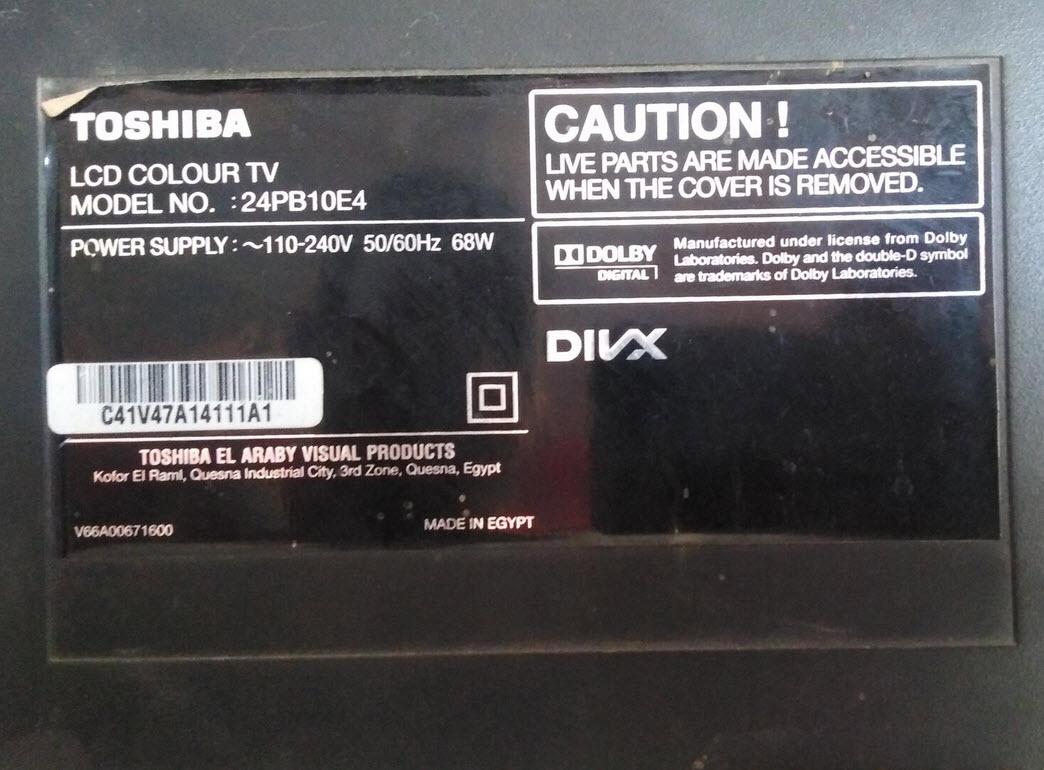 TOSHIBA
LCD COLOUR TV
MODEL NO. : 24PB10E4
POWER SUPPLY : ~110-240V 50/60Hz 68W
C41V47A14111A1
TOSHIBA EL ARABY VISUAL PRODUCTS
Kofor El Raml, Quesna Industrial City, 3rd Zone, Quesna, Egypt
V66A00671600
MADE IN EGYPT
CAUTION !
LIVE PARTS ARE MADE ACCESSIBLE
WHEN THE COVER IS REMOVED.
DOLBY
DIGITAL
Manufactured under license from Dolby
Laboratories. Dolby and the double-D symbol
are trademarks of Dolby Laboratories.
DIVX